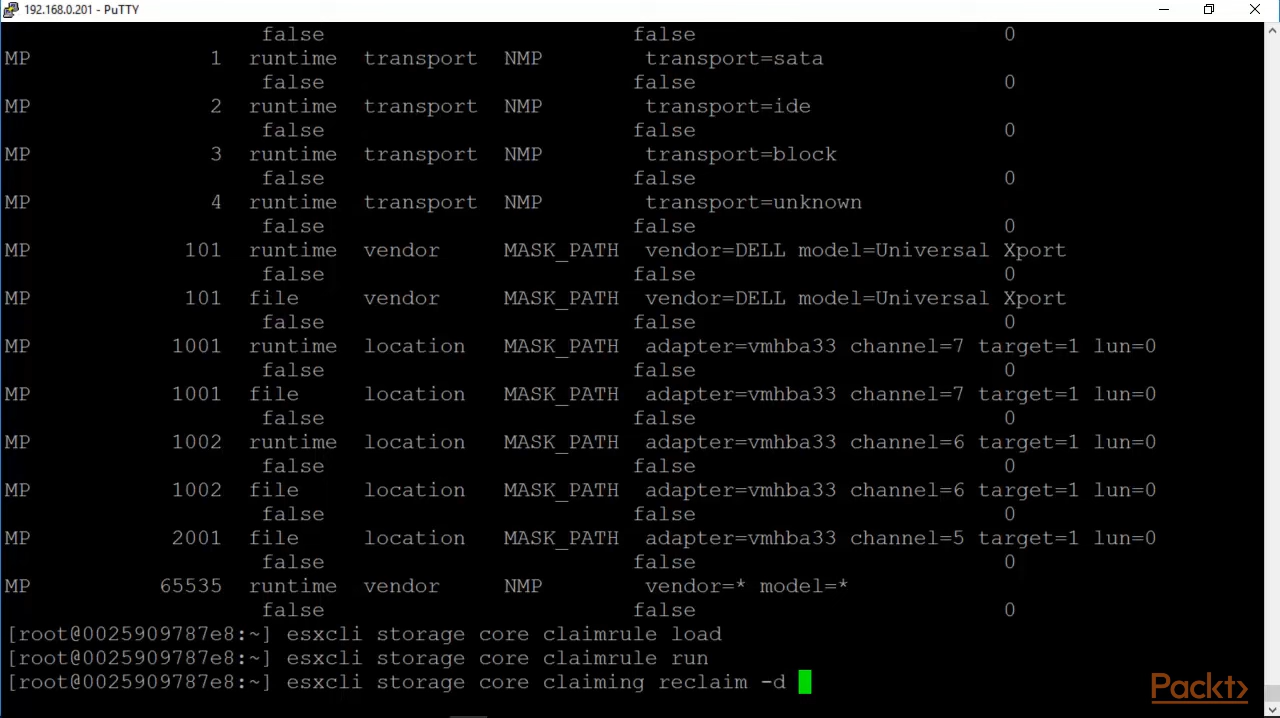 192.168.0.201 - PuTTY
false false 0
MP 1 runtime transport NMP transport=sata
false false 0
MP 2 runtime transport NMP transport=ide
false false 0
MP 3 runtime transport NMP transport=block
false false 0
MP 4 runtime transport NMP transport=unknown
false false 0
MP 101 runtime vendor MASK_PATH vendor=DELL model=Universal Xport
false false 0
MP 101 file vendor MASK_PATH vendor=DELL model=Universal Xport
false false 0
MP 1001 runtime location MASK_PATH adapter=vmhba33 channel=7 target=1 lun=0
false false 0
MP 1001 file location MASK_PATH adapter=vmhba33 channel=7 target=1 lun=0
false false 0
MP 1002 runtime location MASK_PATH adapter=vmhba33 channel=6 target=1 lun=0
false false 0
MP 1002 file location MASK_PATH adapter=vmhba33 channel=6 target=1 lun=0
false false 0
MP 2001 file location MASK_PATH adapter=vmhba33 channel=5 target=1 lun=0
false false 0
MP 65535 runtime vendor NMP vendor=* model=*
false false 0
[root@0025909787e8:~] esxcli storage core claimrule load
[root@0025909787e8:~] esxcli storage core claimrule run
[root@0025909787e8:~] esxcli storage core claiming reclaim -d
Packt>